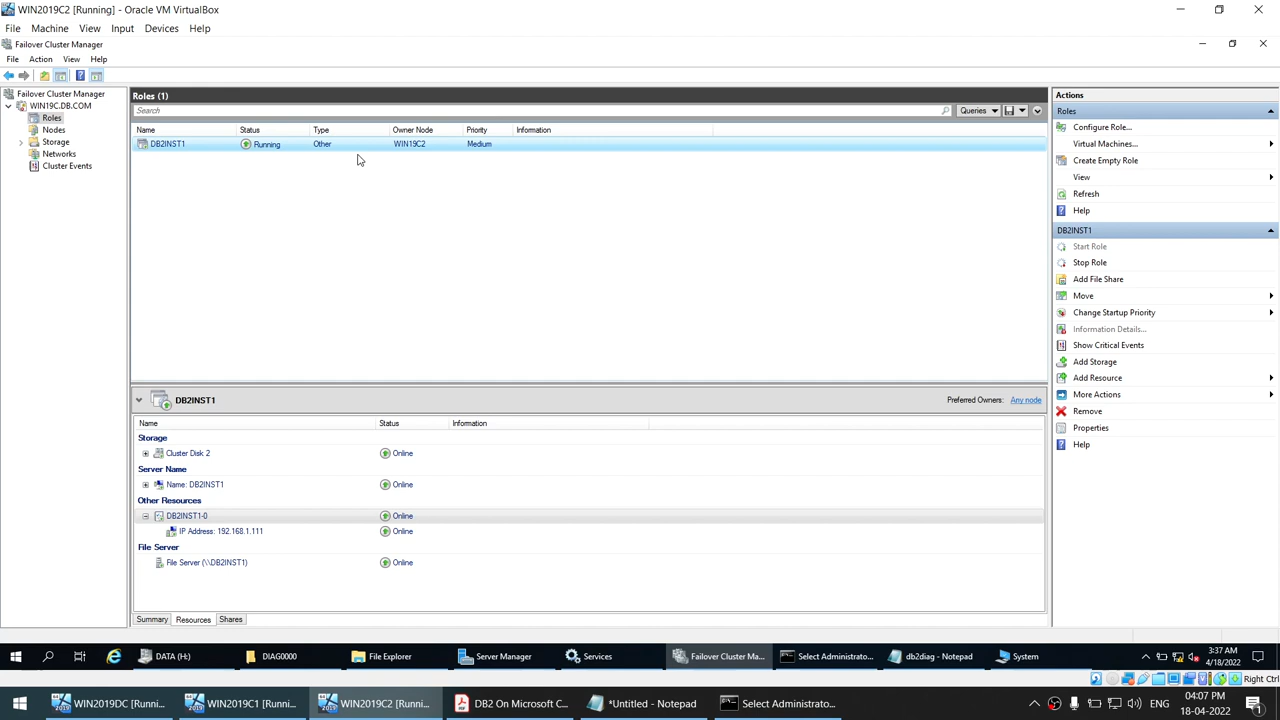 WIN2019C2 [Running] - Oracle VM VirtualBox
File Machine View Input Devices Help
Failover Cluster Manager
File Action View Help
Failover Cluster Manager
WIN19C.DB.COM
Roles
Nodes
Storage
Networks
Cluster Events
Roles (1)
Search
Queries
Name Status Type Owner Node Priority Information
DB2INST1 Running Other WIN19C2 Medium
DB2INST1
Preferred Owners: Any node
Name Status Information
Storage
Cluster Disk 2 Online
Server Name
Name: DB2INST1 Online
Other Resources
DB2INST1-0 Online
IP Address: 192.168.1.111 Online
File Server
File Server (\\DB2INST1) Online
Summary Resources Shares
Actions
Roles
Configure Role...
Virtual Machines...
Create Empty Role
View
Refresh
Help
DB2INST1
Start Role
Stop Role
Add File Share
Move
Change Startup Priority
Information Details...
Show Critical Events
Add Storage
Add Resource
More Actions
Remove
Properties
Help
DATA (H:) DIAG0000 File Explorer Server Manager Services Failover Cluster Ma... Select Administrato... db2diag - Notepad System
3:37 AM
4/18/2022
Right Ctrl
WIN2019DC [Runni... WIN2019C1 [Runnin... WIN2019C2 [Runni... DB2 On Microsoft C... *Untitled - Notepad Select Administrato...
ENG
04:07 PM
18-04-2022